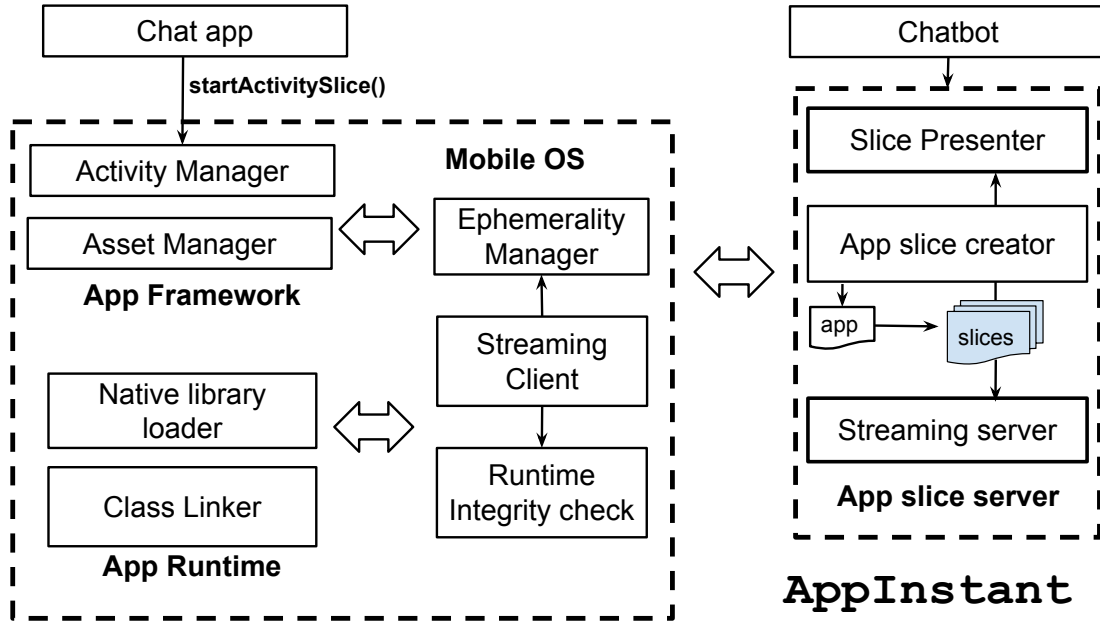 Chat app
startActivitySlice()
Mobile OS
Activity Manager
Asset Manager
App Framework
Ephemerality
Manager
Streaming
Client
Native library
loader
Class Linker
App Runtime
Runtime
Integrity check
Chatbot
Slice Presenter
App slice creator
app
slices
Streaming server
App slice server
AppInstant